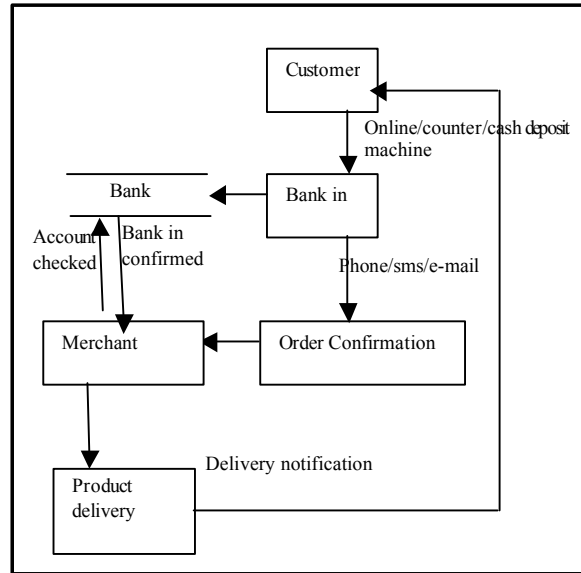 Customer
Online/counter/cash deposit
machine
Bank
Bank in
Account
checked
Bank in
confirmed
Phone/sms/e-mail
Merchant
Order Confirmation
Delivery notification
Product
delivery